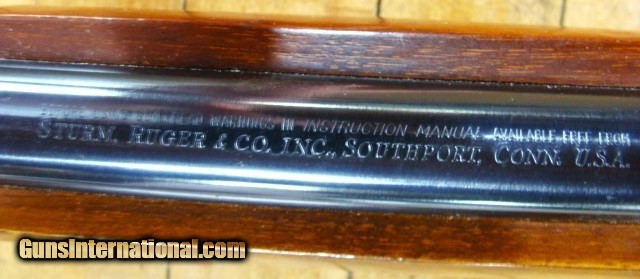 WARNINGS IN INSTRUCTION MANUAL AVAILABLE FREE FROM
STURM, RUGER & CO. INC., SOUTHPORT, CONN. U.S.A.
GunsInternational.com